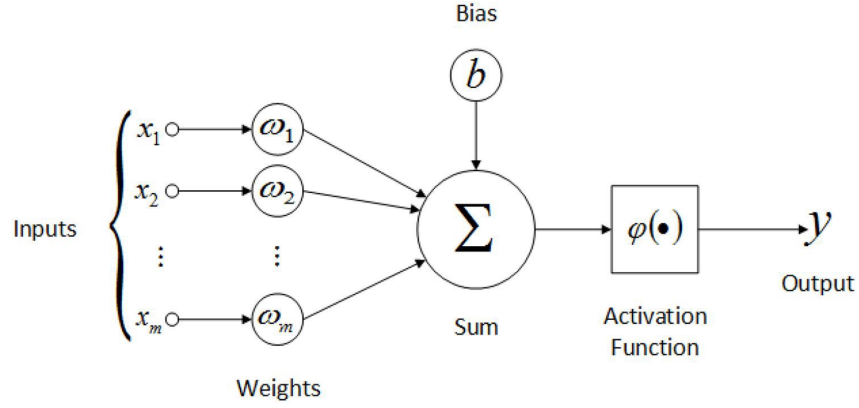 Bias
b
x₁ ω₁
x₂ ω₂
Inputs
⋮ ⋮
Σ
φ(•)
y
Output
xₘ ωₘ
Sum
Activation
Function
Weights